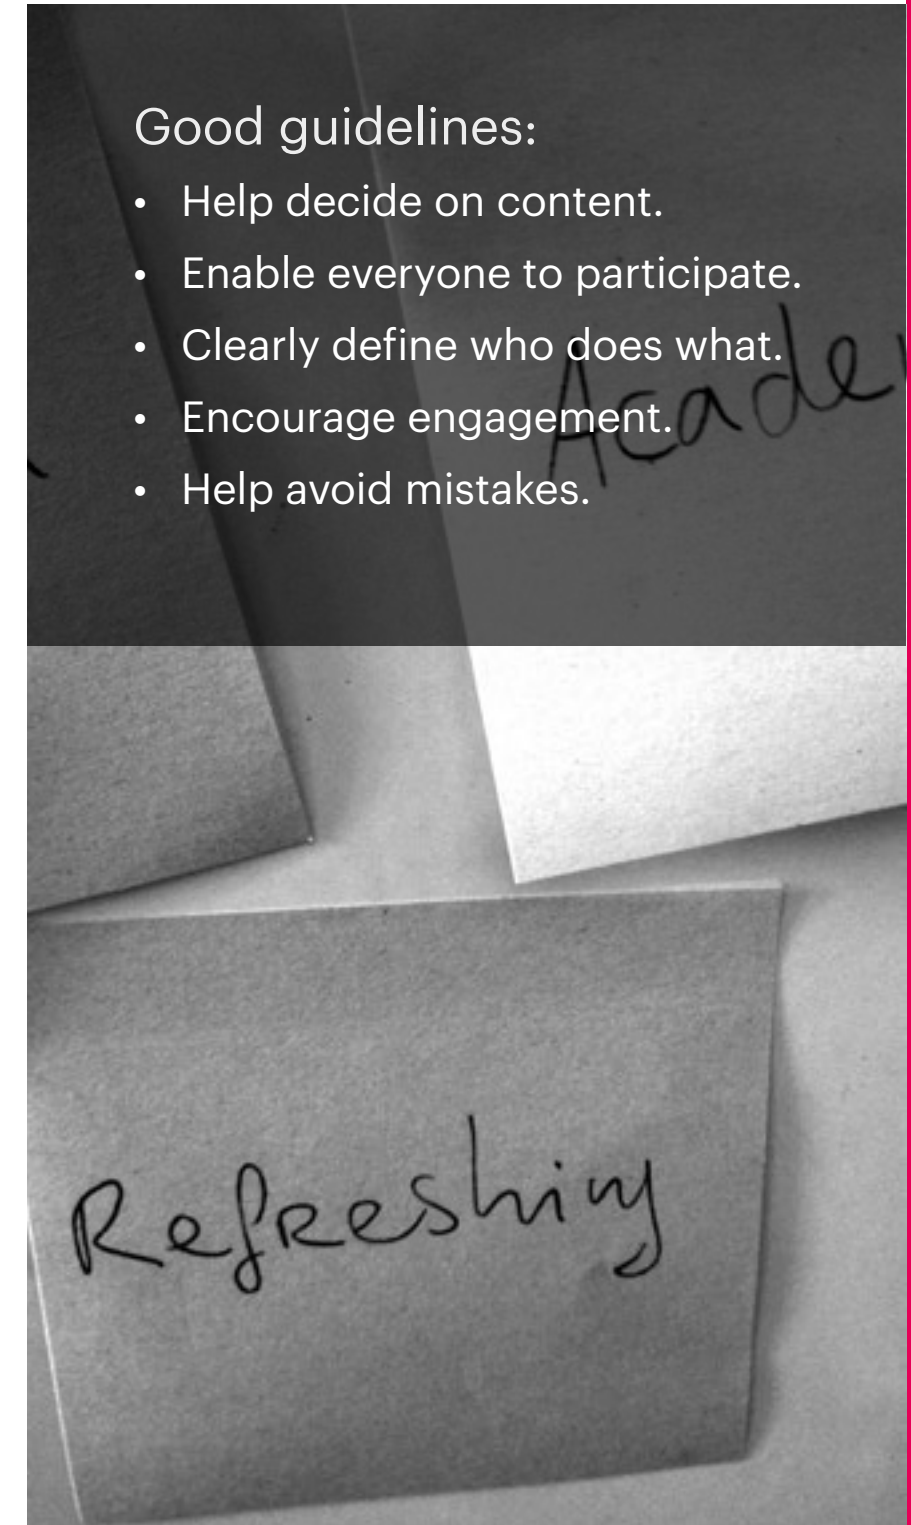 Good guidelines:
• Help decide on content.
• Enable everyone to participate.
• Clearly define who does what.
• Encourage engagement.
• Help avoid mistakes.
Refreshing